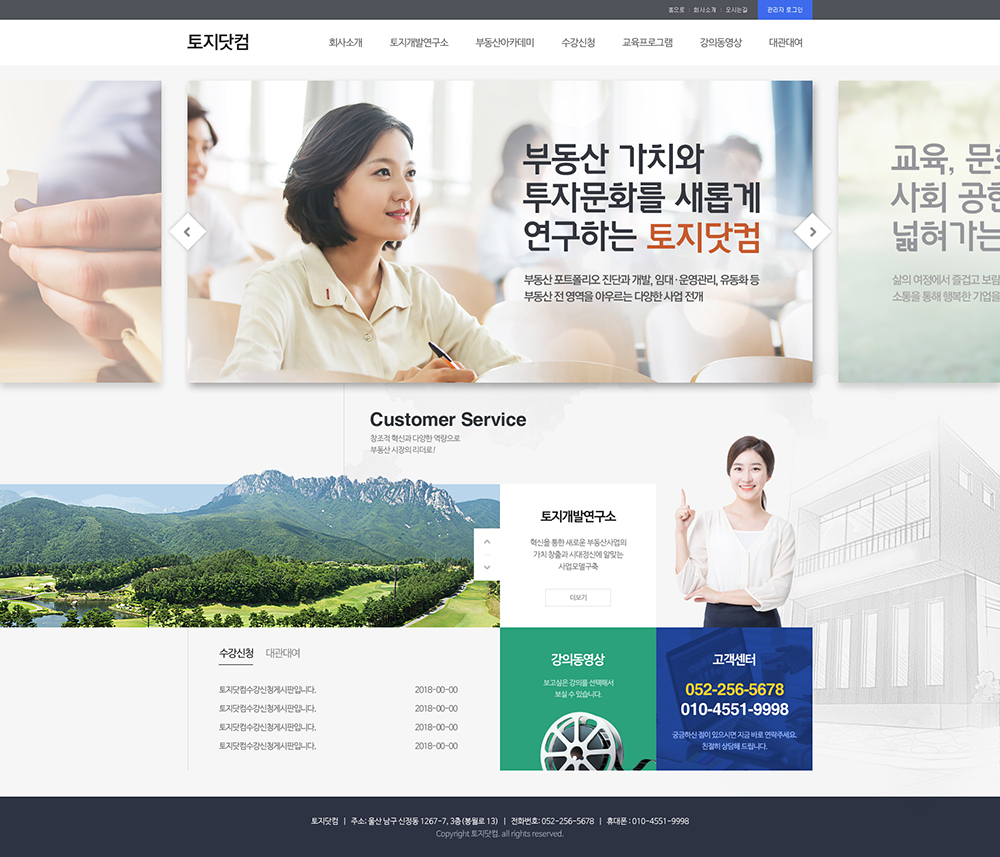 홈으로 : 회사소개 : 오시는길 관리자 로그인
토지닷컴 회사소개 토지개발연구소 부동산아카데미 수강신청 교육프로그램 강의동영상 대관대여
부동산 가치와
투자문화를 새롭게
연구하는 토지닷컴
부동산 포트폴리오 진단과 개발, 임대·운영관리, 유동화 등
부동산 전 영역을 아우르는 다양한 사업 전개
교육, 문
사회 공헌
넓혀가는
삶의 여정에서 즐겁고 보람
소통을 통해 행복한 기업을
Customer Service
창조적 혁신과 다양한 역량으로
부동산 시장의 리더로!
토지개발연구소
혁신을 통한 새로운 부동산사업의
가치 창출과 시대정신에 알맞는
사업모델구축
더보기
수강신청 대관대여
토지닷컴수강신청게시판입니다. 2018-00-00
토지닷컴수강신청게시판입니다. 2018-00-00
토지닷컴수강신청게시판입니다. 2018-00-00
토지닷컴수강신청게시판입니다. 2018-00-00
강의동영상
보고싶은 강의를 선택해서
보실 수 있습니다.
고객센터
052-256-5678
010-4551-9998
궁금하신 점이 있으시면 지금 바로 연락주세요.
친절히 상담해 드립니다.
토지닷컴 | 주소: 울산 남구 신정동 1267-7, 3층(봉월로 13) | 전화번호: 052-256-5678 | 휴대폰 : 010-4551-9998
Copyright 토지닷컴. all rights reserved.